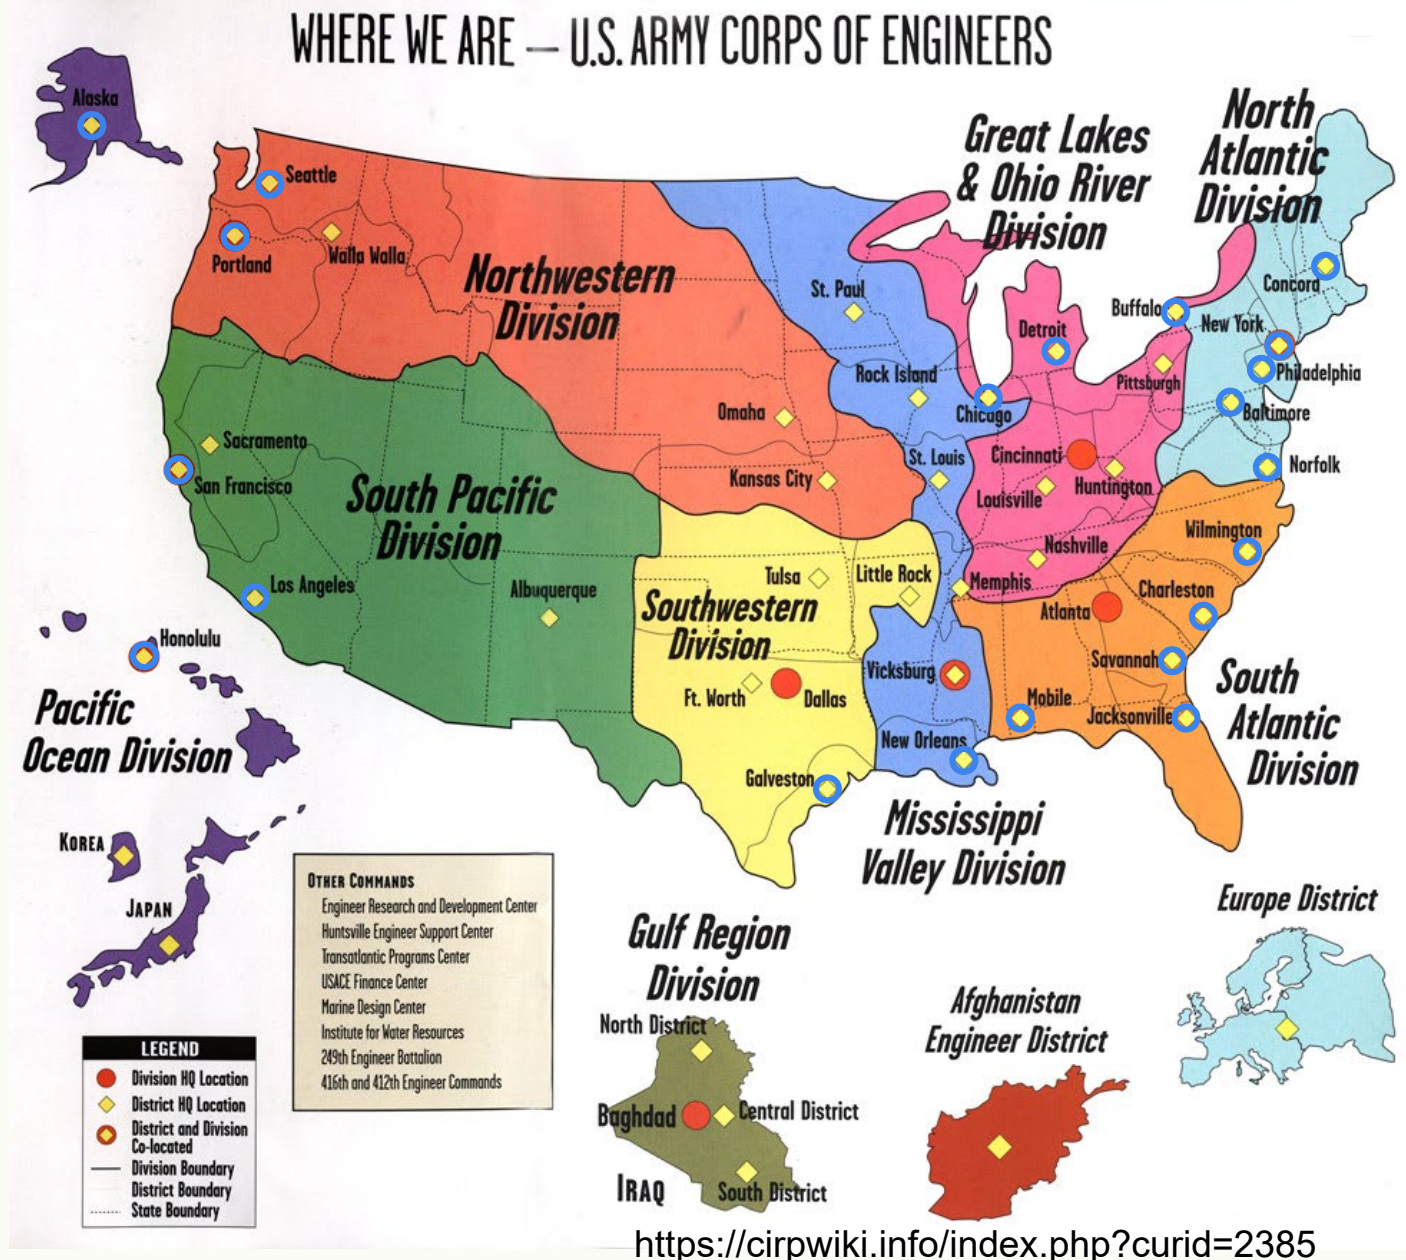 WHERE WE ARE – U.S. ARMY CORPS OF ENGINEERS
Alaska
Seattle
Portland
Walla Walla
Northwestern
Division
Great Lakes
& Ohio River
Division
North
Atlantic
Division
St. Paul
Concord
Buffalo
New York
Detroit
Philadelphia
Pittsburgh
Rock Island
Chicago
Baltimore
Omaha
Sacramento
Cincinnati
St. Louis
Norfolk
Kansas City
San Francisco
Louisville
Huntington
South Pacific
Division
Wilmington
Nashville
Los Angeles
Albuquerque
Tulsa
Little Rock
Memphis
Charleston
Southwestern
Division
Atlanta
Honolulu
Vicksburg
Savannah
Ft. Worth
Dallas
Mobile
Jacksonville
South
Atlantic
Division
Pacific
Ocean Division
New Orleans
Galveston
Mississippi
Valley Division
KOREA
JAPAN
OTHER COMMANDS
Engineer Research and Development Center
Huntsville Engineer Support Center
Transatlantic Programs Center
USACE Finance Center
Marine Design Center
Institute for Water Resources
249th Engineer Battalion
416th and 412th Engineer Commands
Gulf Region
Division
North District
Baghdad
Central District
IRAQ
South District
Afghanistan
Engineer District
Europe District
LEGEND
Division HQ Location
District HQ Location
District and Division
Co-located
Division Boundary
District Boundary
State Boundary
https://cirpwiki.info/index.php?curid=2385